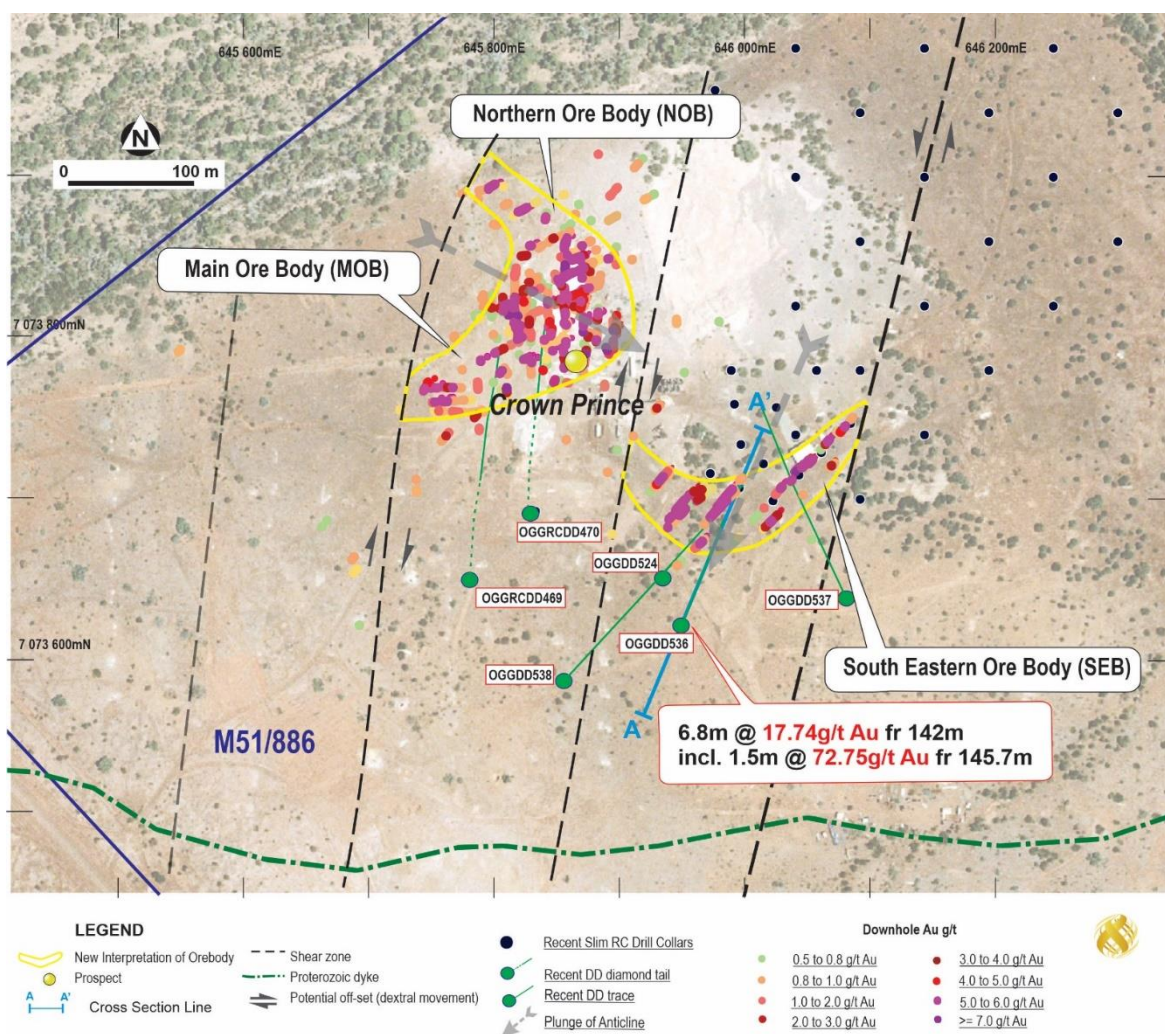 645 600mE
645 800mE
646 000mE
646 200mE
N
0 100 m
Northern Ore Body (NOB)
Main Ore Body (MOB)
7 073 800mN
Crown Prince
A'
OGGRCDD470
OGGDD524
OGGRCDD469
OGGDD537
7 073 600mN
OGGDD536
OGGDD538
South Eastern Ore Body (SEB)
A
M51/886
6.8m @ 17.74g/t Au fr 142m
incl. 1.5m @ 72.75g/t Au fr 145.7m
LEGEND
New Interpretation of Orebody
Prospect
A A'
Cross Section Line
Shear zone
Proterozoic dyke
Potential off-set (dextral movement)
Recent Slim RC Drill Collars
Recent DD diamond tail
Recent DD trace
Plunge of Anticline
Downhole Au g/t
0.5 to 0.8 g/t Au
0.8 to 1.0 g/t Au
1.0 to 2.0 g/t Au
2.0 to 3.0 g/t Au
3.0 to 4.0 g/t Au
4.0 to 5.0 g/t Au
5.0 to 6.0 g/t Au
>= 7.0 g/t Au